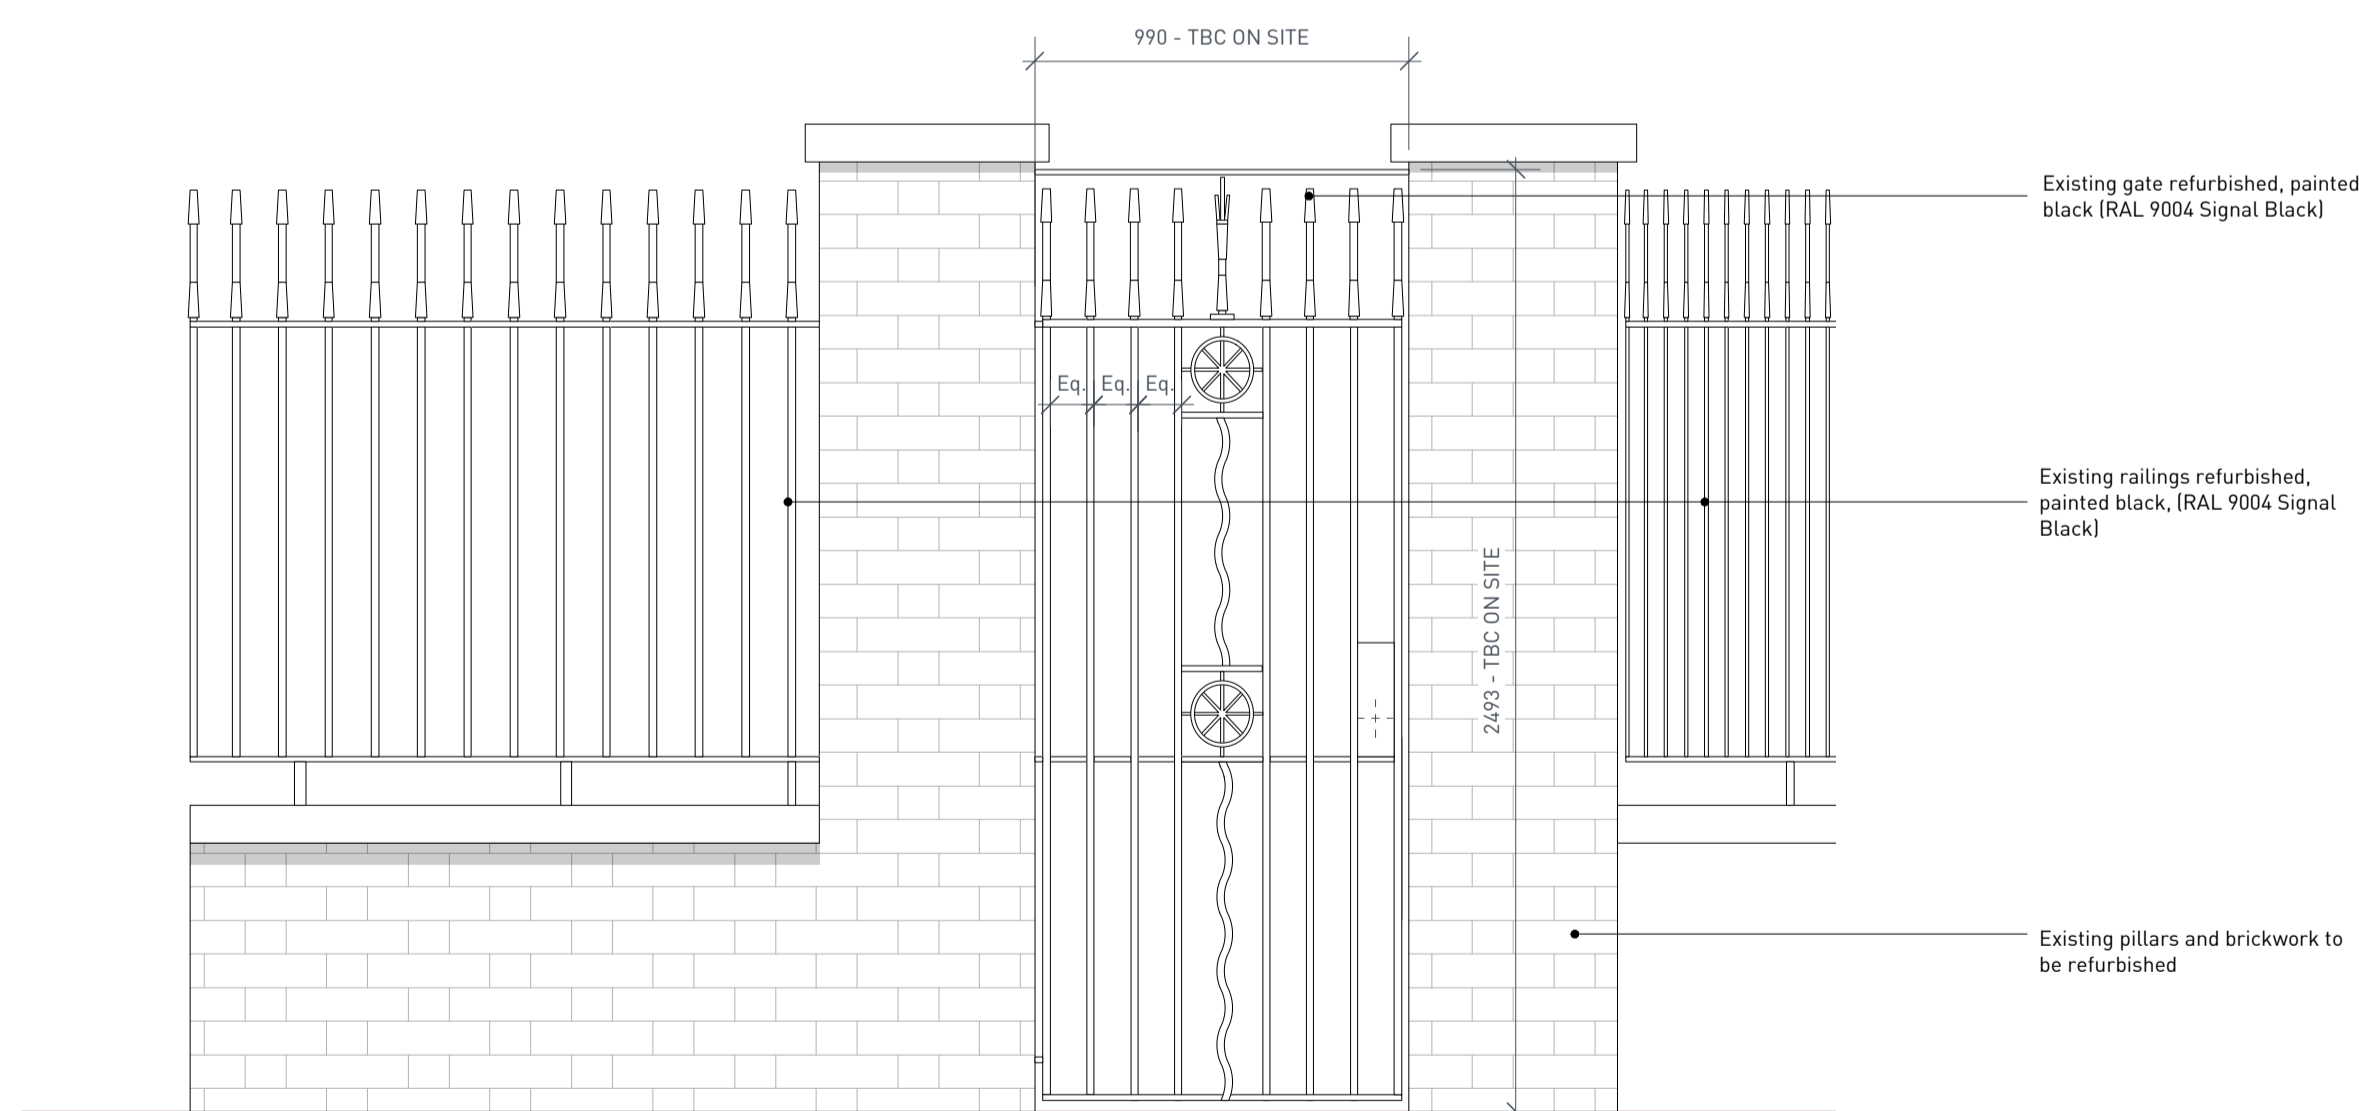 990 - TBC ON SITE
Existing gate refurbished, painted
black (RAL 9004 Signal Black)
Eq. Eq. Eq.
Existing railings refurbished,
painted black, (RAL 9004 Signal
Black)
2493 - TBC ON SITE
Existing pillars and brickwork to
be refurbished